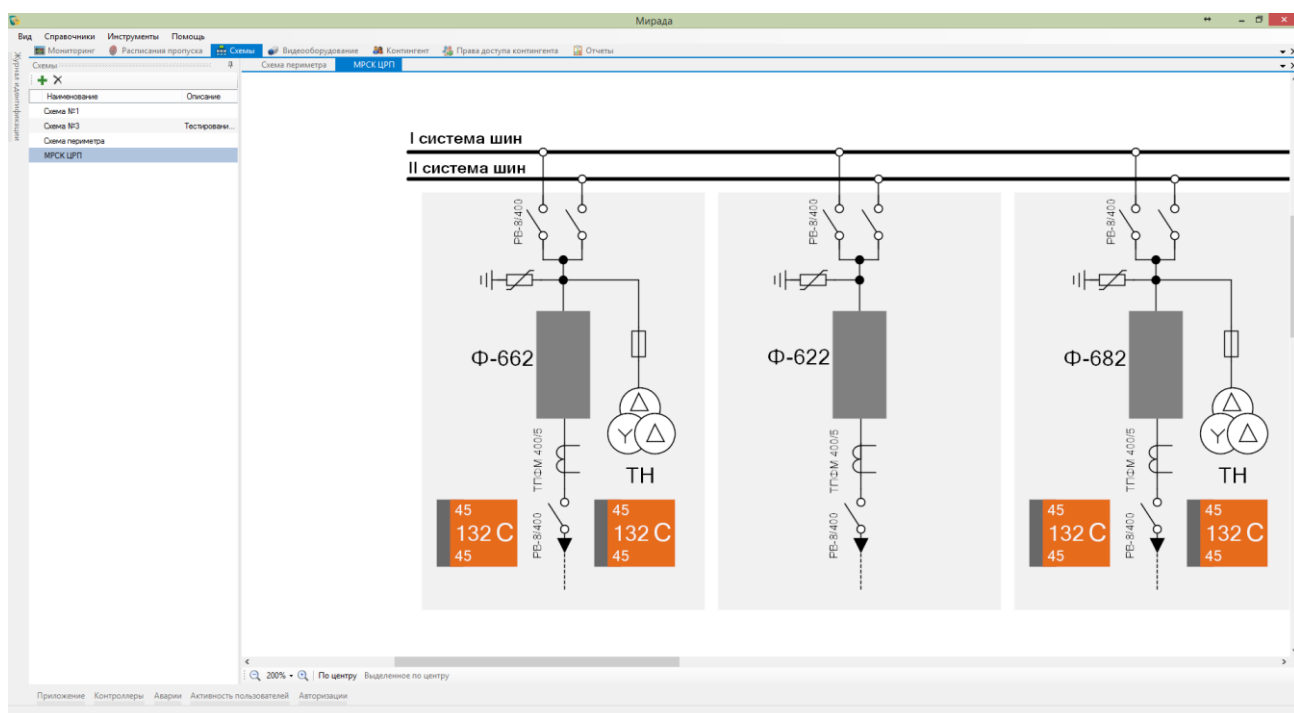 Мирада
Вид Справочники Инструменты Помощь
Мониторинг Расписания пропуска Схемы Видеооборудование Контингент Права доступа контингента Отчеты
Журнал идентификации
Схемы
Схема периметра МРСК ЦРП
Наименование Описание
Схема №1
Схема №3 Тестировани...
Схема периметра
МРСК ЦРП
I система шин
II система шин
РВ-8/400 РВ-8/400 РВ-8/400
Ф-662 Ф-622 Ф-682
ТПФМ 400/5 ТПФМ 400/5 ТПФМ 400/5
ТН ТН
45 45 45 45
132 С 132 С 132 С 132 С
45 45 45 45
РВ-8/400 РВ-8/400 РВ-8/400
200% По центру Выделенное по центру
Приложение Контроллеры Аварии Активность пользователей Авторизации